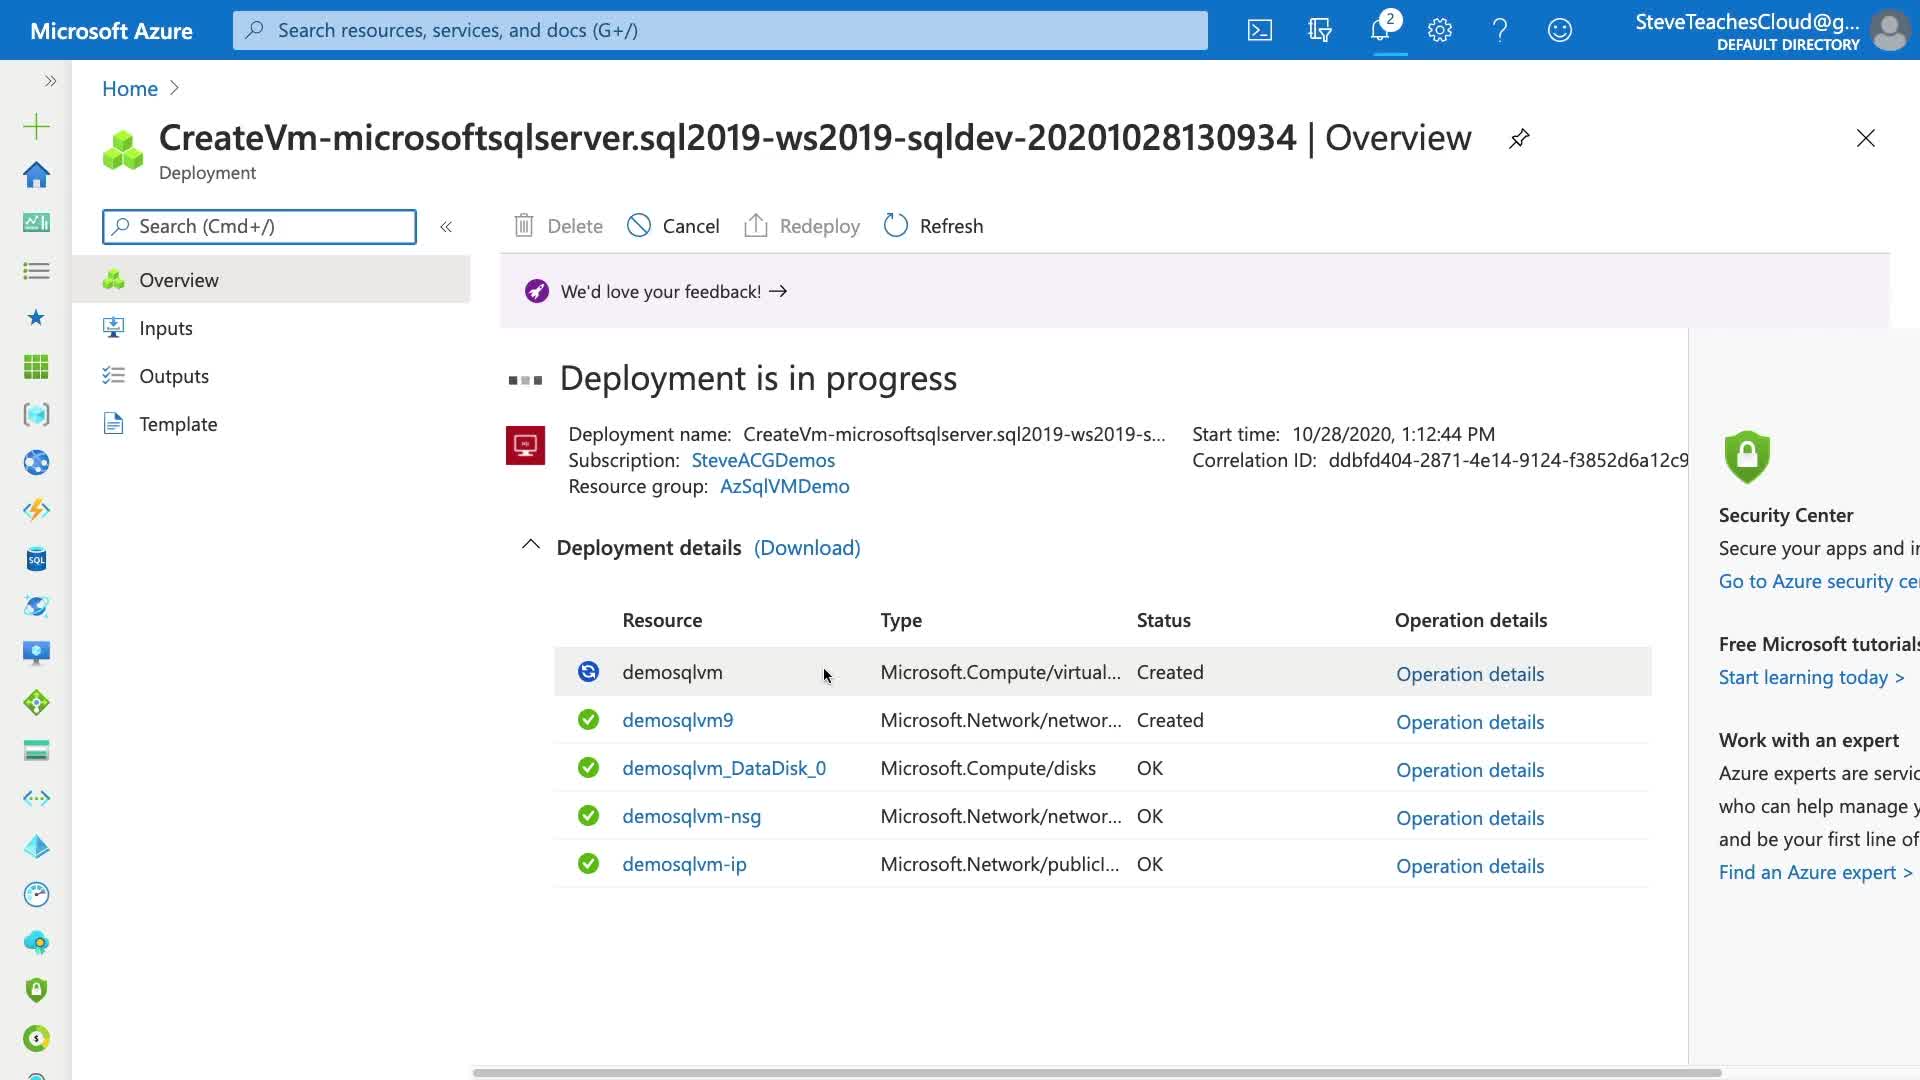 Microsoft Azure
Search resources, services, and docs (G+/)
2
SteveTeachesCloud@g...
DEFAULT DIRECTORY
Home
CreateVm-microsoftsqlserver.sql2019-ws2019-sqldev-20201028130934 | Overview
Deployment
Search (Cmd+/)
Delete
Cancel
Redeploy
Refresh
Overview
Inputs
Outputs
Template
We'd love your feedback! →
Deployment is in progress
Deployment name: CreateVm-microsoftsqlserver.sql2019-ws2019-s...
Subscription: SteveACGDemos
Resource group: AzSqlVMDemo
Start time: 10/28/2020, 1:12:44 PM
Correlation ID: ddbfd404-2871-4e14-9124-f3852d6a12c9
Deployment details (Download)
Resource Type Status Operation details
demosqlvm Microsoft.Compute/virtual... Created Operation details
demosqlvm9 Microsoft.Network/networ... Created Operation details
demosqlvm_DataDisk_0 Microsoft.Compute/disks OK Operation details
demosqlvm-nsg Microsoft.Network/networ... OK Operation details
demosqlvm-ip Microsoft.Network/publicI... OK Operation details
Security Center
Secure your apps and in
Go to Azure security ce
Free Microsoft tutorials
Start learning today >
Work with an expert
Azure experts are servic
who can help manage y
and be your first line of
Find an Azure expert >
SQL